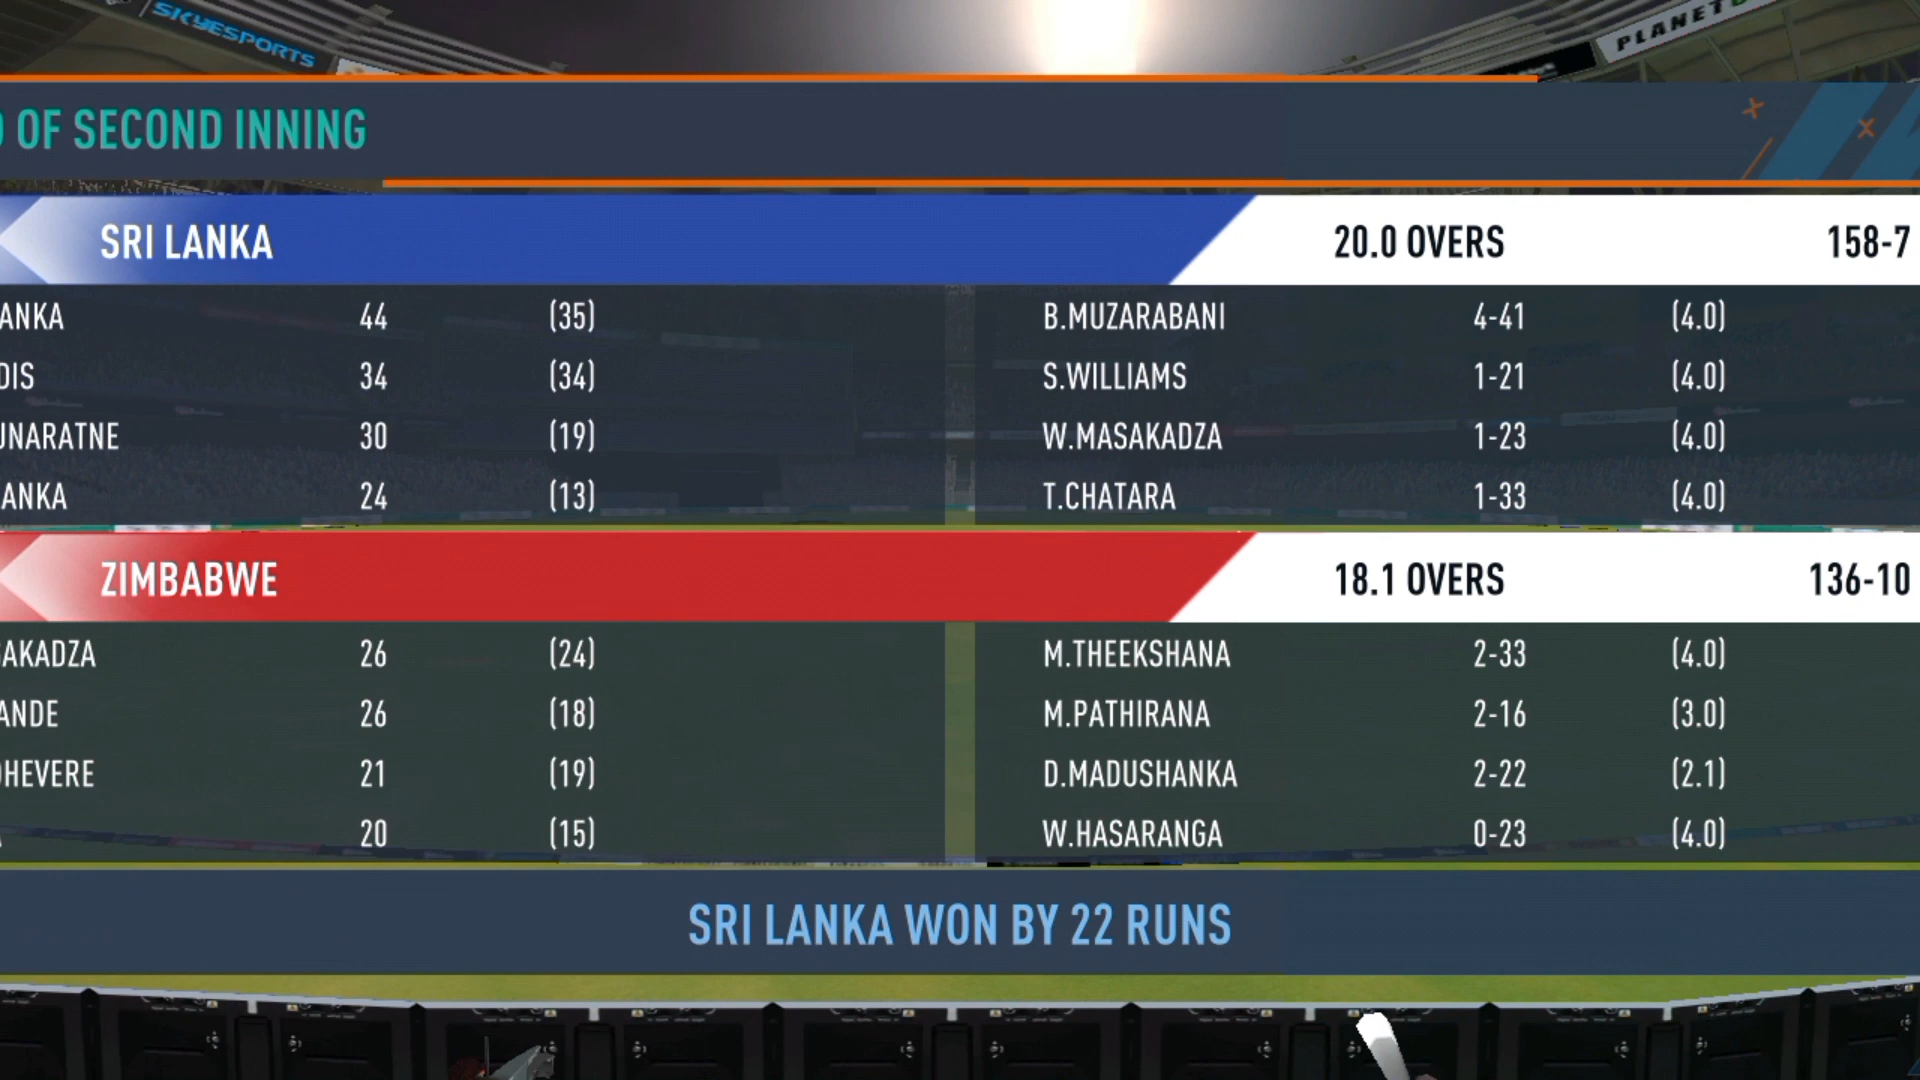 SKYESPORTS
PLANET
OF SECOND INNING
SRI LANKA 20.0 OVERS 158-7
ANKA 44 (35) B.MUZARABANI 4-41 (4.0)
DIS 34 (34) S.WILLIAMS 1-21 (4.0)
UNARATNE 30 (19) W.MASAKADZA 1-23 (4.0)
ANKA 24 (13) T.CHATARA 1-33 (4.0)
ZIMBABWE 18.1 OVERS 136-10
AKADZA 26 (24) M.THEEKSHANA 2-33 (4.0)
ANDE 26 (18) M.PATHIRANA 2-16 (3.0)
DHEVERE 21 (19) D.MADUSHANKA 2-22 (2.1)
20 (15) W.HASARANGA 0-23 (4.0)
SRI LANKA WON BY 22 RUNS